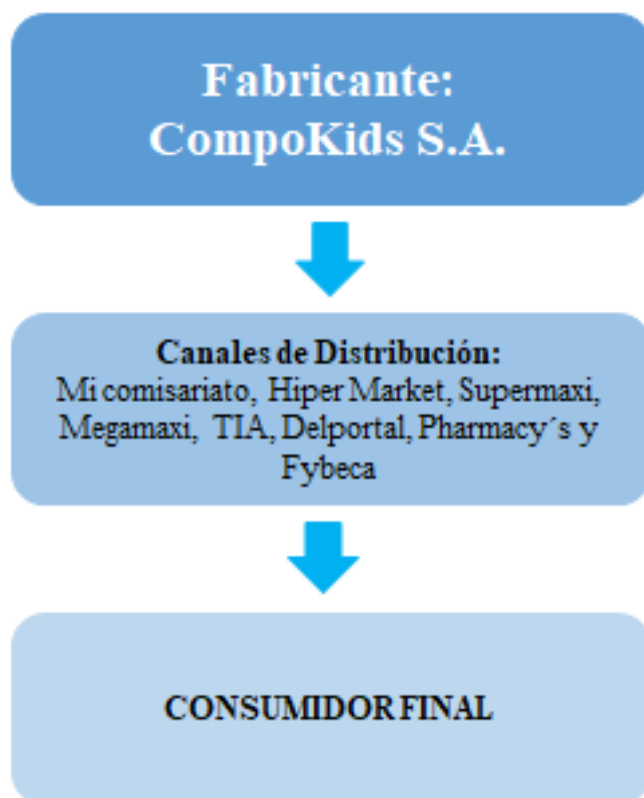 Fabricante:
CompoKids S.A.
Canales de Distribución:
Mi comisariato, Hiper Market, Supermaxi,
Megamaxi, TIA, Delportal, Pharmacy´s y
Fybeca
CONSUMIDOR FINAL